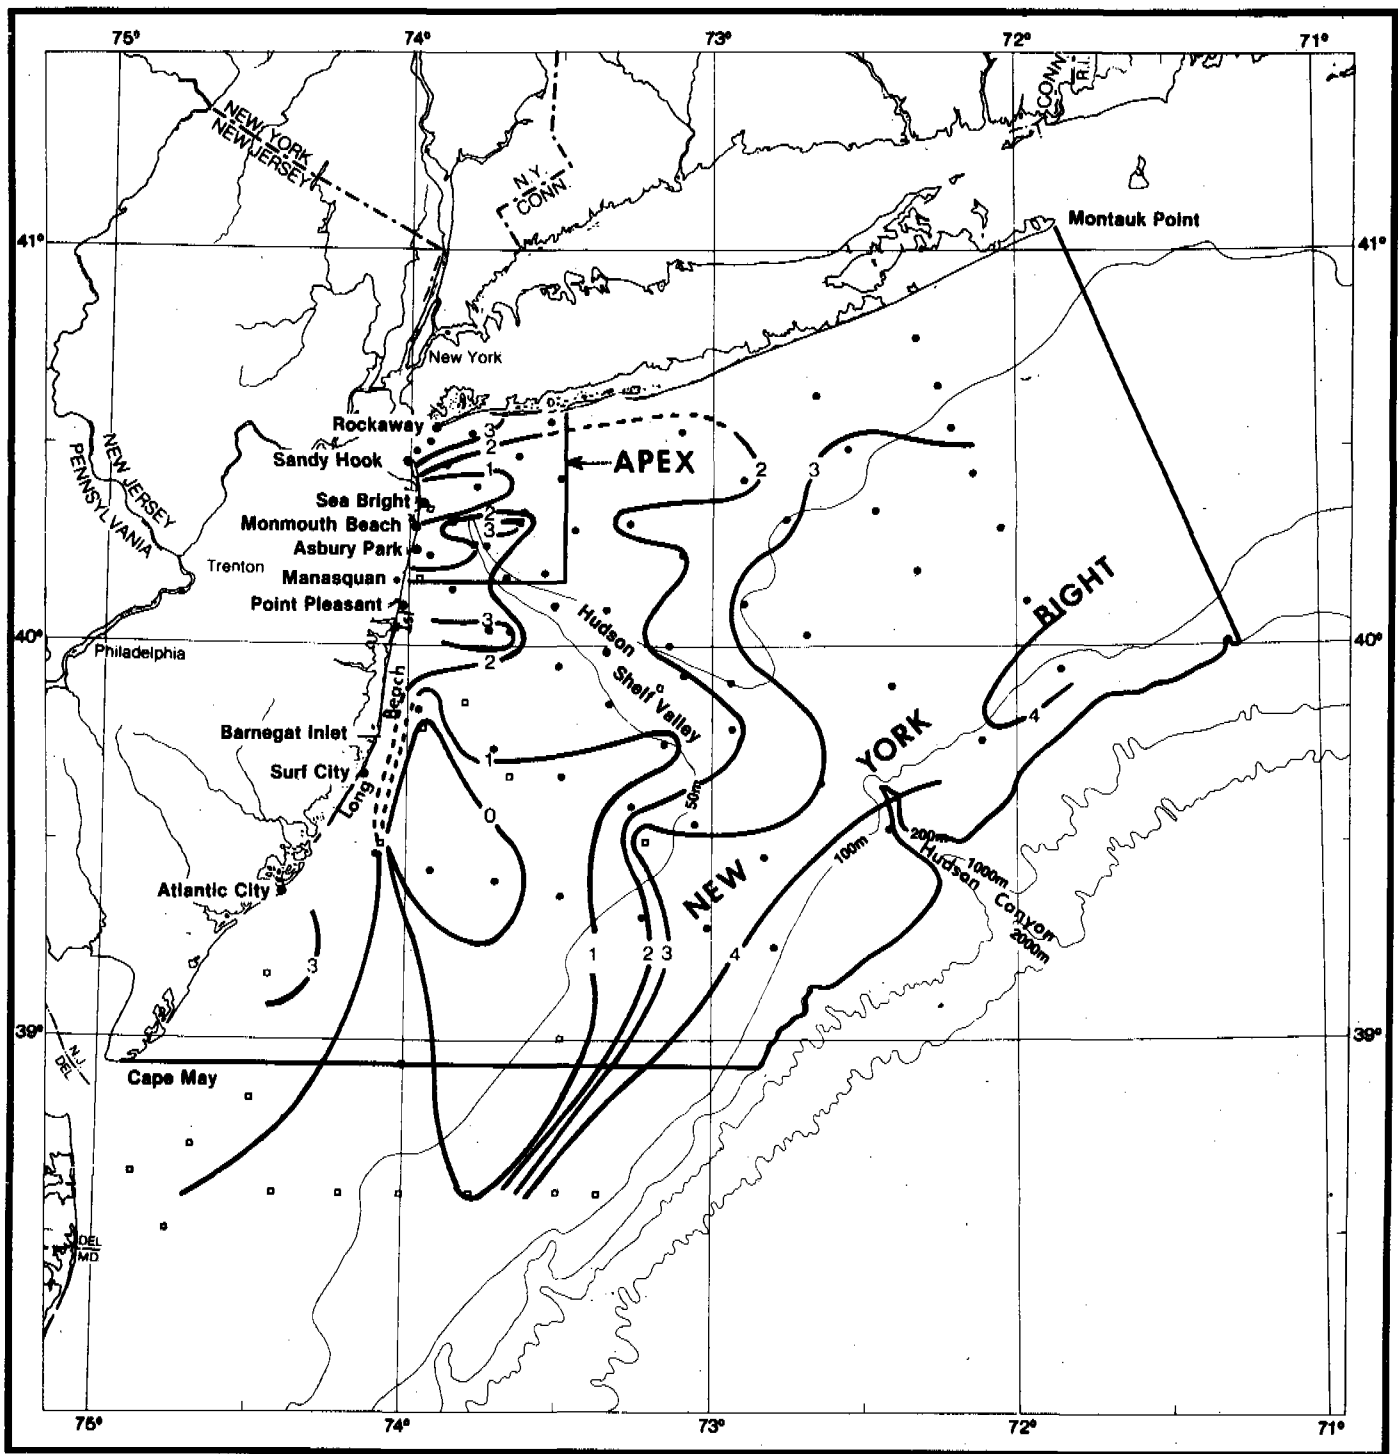 75° 74° 73° 72° 71°
CONN.
R.I.
NEW YORK
NEW JERSEY
N.Y.
CONN.
Montauk Point
41° 41°
New York
Rockaway
3
2
Sandy Hook
APEX
1
2
3
Sea Bright
Monmouth Beach
2
3
Asbury Park
NEW JERSEY
PENNSYLVANIA
Trenton
Manasquan
Point Pleasant
BIGHT
Hudson
Shelf Valley
3
40° 40°
Philadelphia
2
Beach
Isl
4
Barnegat Inlet
YORK
1
Surf City
Long
50m
0
200m
100m
1000m
Hudson Canyon
2000m
NEW
Atlantic City
3
1
2
3
4
39° 39°
N.J.
DEL
Cape May
DEL
MD
75° 74° 73° 72° 71°